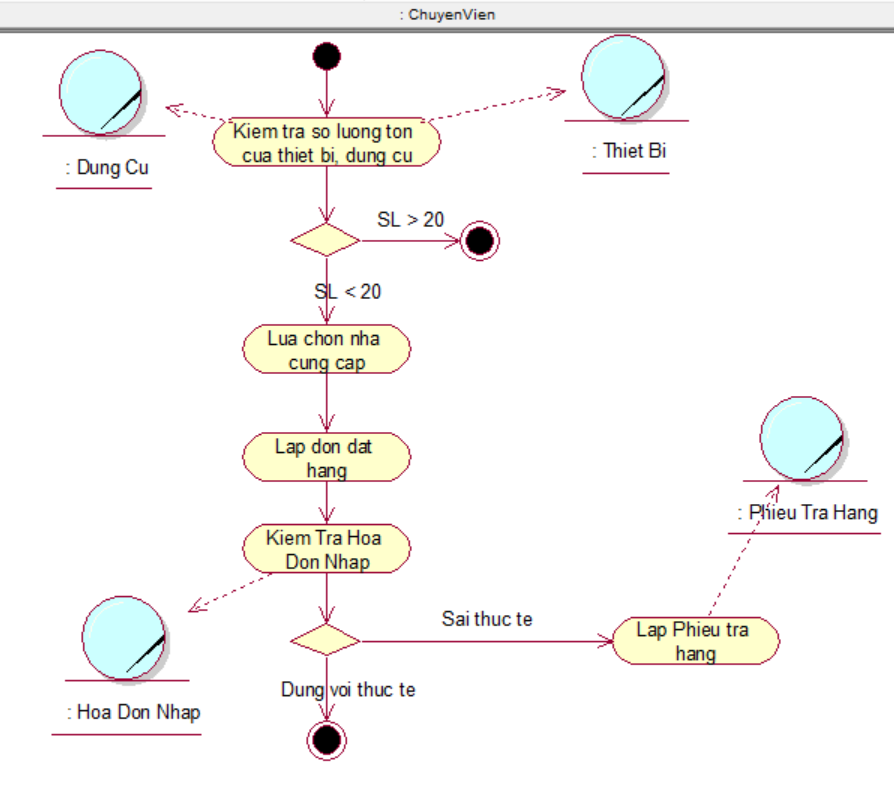 : ChuyenVien
Kiem tra so luong ton
cua thiet bi, dung cu
: Dung Cu
: Thiet Bi
SL > 20
SL < 20
Lua chon nha
cung cap
Lap don dat
hang
: Phieu Tra Hang
Kiem Tra Hoa
Don Nhap
Sai thuc te
Lap Phieu tra
hang
Dung voi thuc te
: Hoa Don Nhap